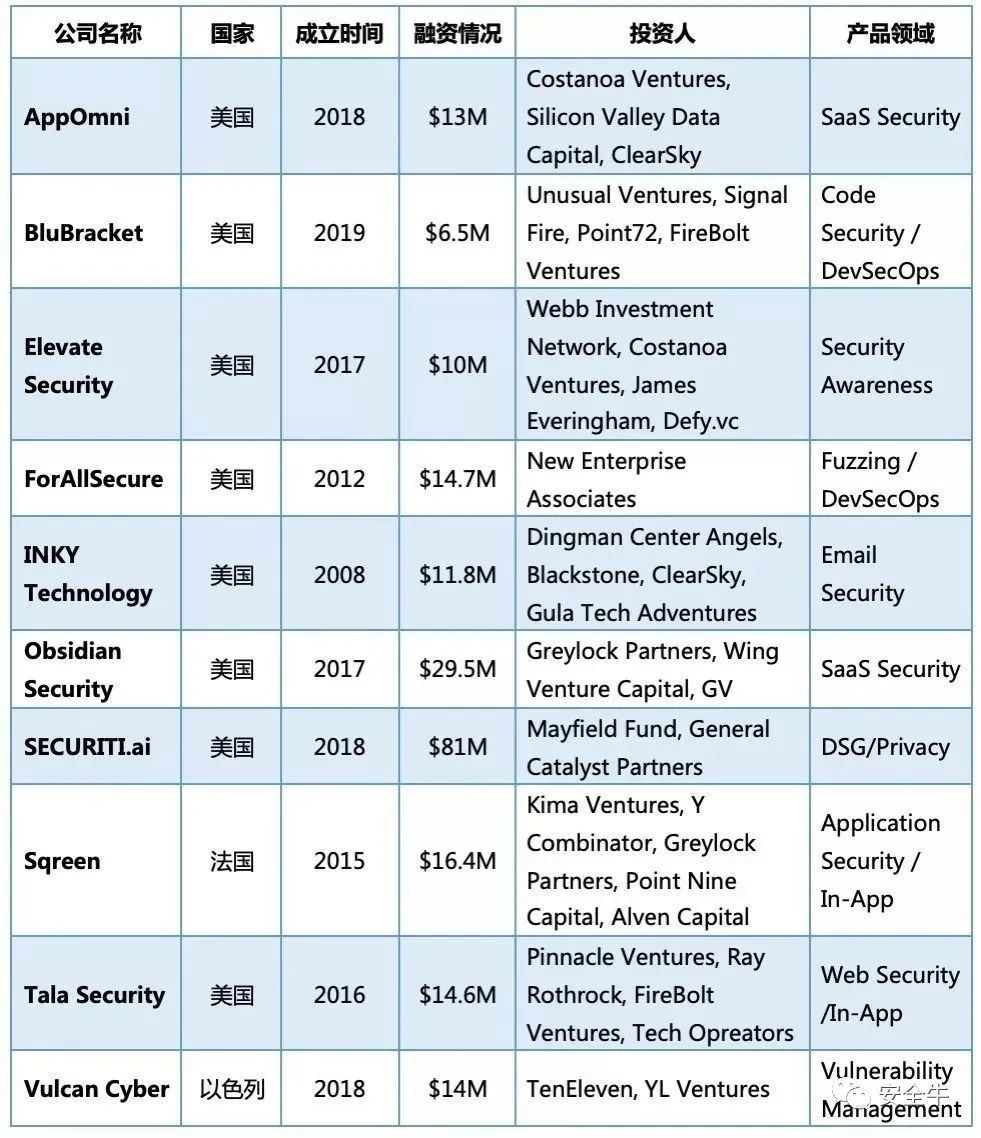 公司名称 国家 成立时间 融资情况 投资人 产品领域
AppOmni 美国 2018 $13M
Costanoa Ventures,
Silicon Valley Data
Capital, ClearSky
SaaS Security
BluBracket 美国 2019 $6.5M
Unusual Ventures, Signal
Fire, Point72, FireBolt
Ventures
Code
Security /
DevSecOps
Elevate
Security
美国 2017 $10M
Webb Investment
Network, Costanoa
Ventures, James
Everingham, Defy.vc
Security
Awareness
ForAllSecure 美国 2012 $14.7M
New Enterprise
Associates
Fuzzing /
DevSecOps
INKY
Technology
美国 2008 $11.8M
Dingman Center Angels,
Blackstone, ClearSky,
Gula Tech Adventures
Email
Security
Obsidian
Security
美国 2017 $29.5M
Greylock Partners, Wing
Venture Capital, GV
SaaS Security
SECURITI.ai 美国 2018 $81M
Mayfield Fund, General
Catalyst Partners
DSG/Privacy
Sqreen 法国 2015 $16.4M
Kima Ventures, Y
Combinator, Greylock
Partners, Point Nine
Capital, Alven Capital
Application
Security /
In-App
Tala Security 美国 2016 $14.6M
Pinnacle Ventures, Ray
Rothrock, FireBolt
Ventures, Tech Opreators
Web Security
/In-App
Vulcan Cyber 以色列 2018 $14M
TenEleven, YL Ventures
Vulnerability
Management
安全牛